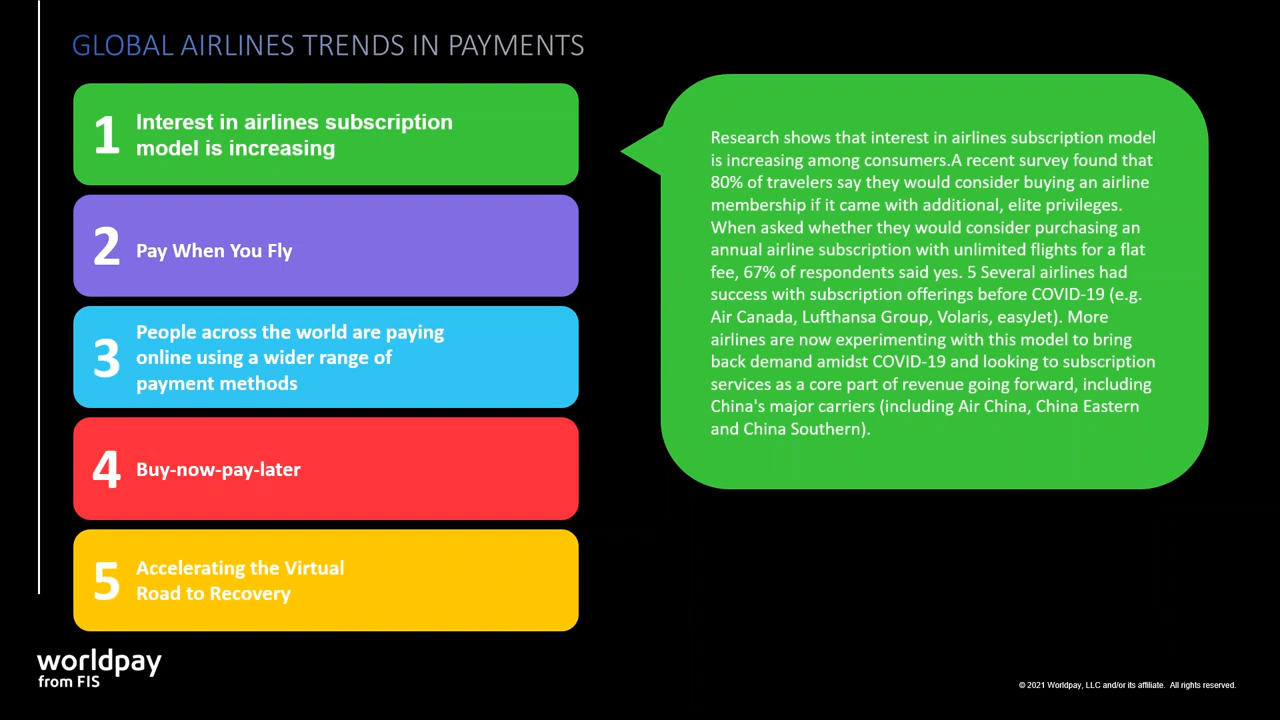 GLOBAL AIRLINES TRENDS IN PAYMENTS
1
Interest in airlines subscription
model is increasing
2
Pay When You Fly
3
People across the world are paying
online using a wider range of
payment methods
4
Buy-now-pay-later
5
Accelerating the Virtual
Road to Recovery
Research shows that interest in airlines subscription model
is increasing among consumers.A recent survey found that
80% of travelers say they would consider buying an airline
membership if it came with additional, elite privileges.
When asked whether they would consider purchasing an
annual airline subscription with unlimited flights for a flat
fee, 67% of respondents said yes. 5 Several airlines had
success with subscription offerings before COVID-19 (e.g.
Air Canada, Lufthansa Group, Volaris, easyJet). More
airlines are now experimenting with this model to bring
back demand amidst COVID-19 and looking to subscription
services as a core part of revenue going forward, including
China's major carriers (including Air China, China Eastern
and China Southern).
worldpay
from FIS
© 2021 Worldpay, LLC and/or its affiliate. All rights reserved.